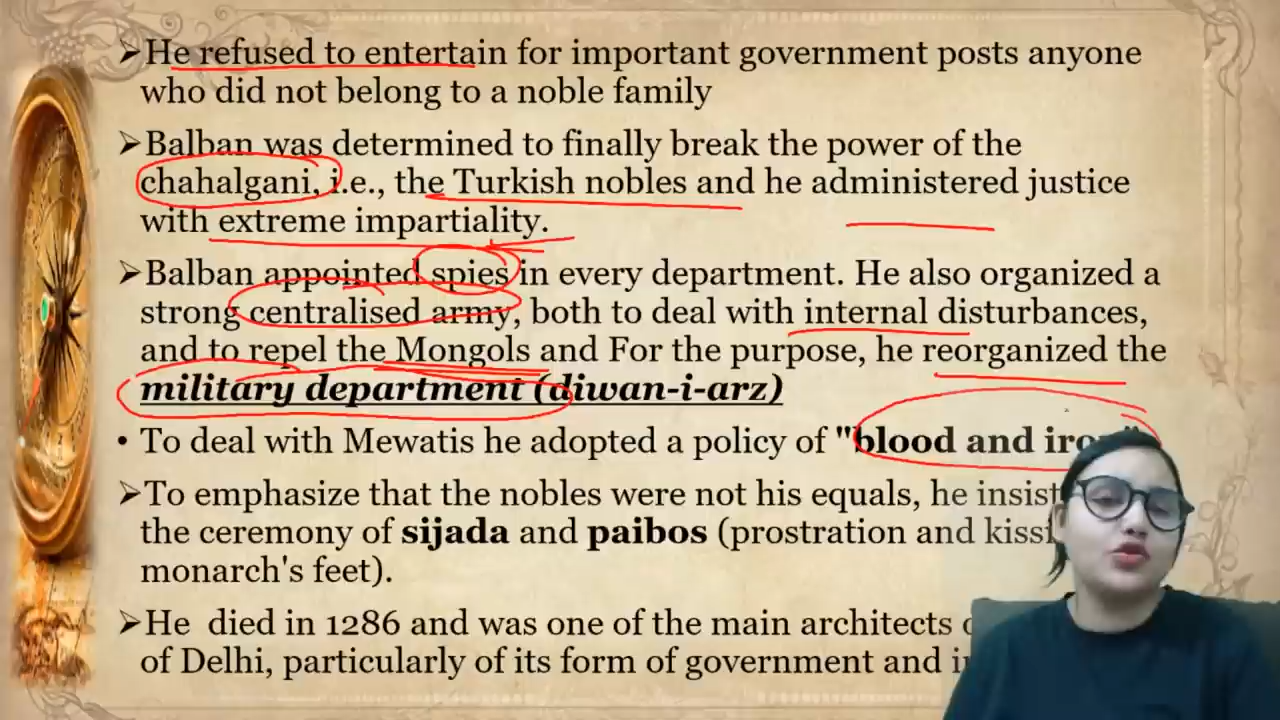 ➤He refused to entertain for important government posts anyone
who did not belong to a noble family
➤Balban was determined to finally break the power of the
chahalgani, i.e., the Turkish nobles and he administered justice
with extreme impartiality.
➤Balban appointed spies in every department. He also organized a
strong centralised army, both to deal with internal disturbances,
and to repel the Mongols and For the purpose, he reorganized the
military department (diwan-i-arz)
• To deal with Mewatis he adopted a policy of "blood and iron"
➤To emphasize that the nobles were not his equals, he
the ceremony of sijada and paibos (prostration and
monarch's feet).
➤He died in 1286 and was one of the main architects
of Delhi, particularly of its form of government and